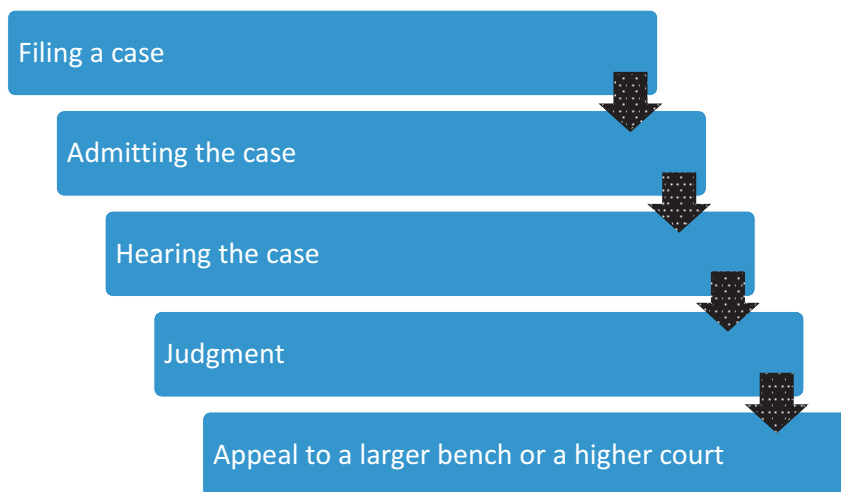 Filing a case
Admitting the case
Hearing the case
Judgment
Appeal to a larger bench or a higher court